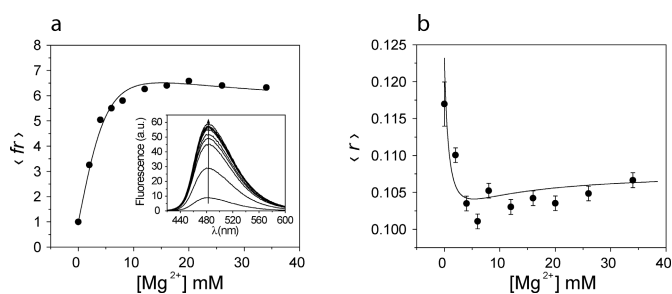 a
⟨ fr ⟩
8
7
6
5
4
3
2
1
0
0 10 20 30 40
[Mg2+] mM
Fluorescence (a.u.)
60
50
40
30
20
10
0
440 480 520 560 600
λ(nm)
b
⟨ r ⟩
0.125
0.120
0.115
0.110
0.105
0.100
0 10 20 30 40
[Mg2+] mM